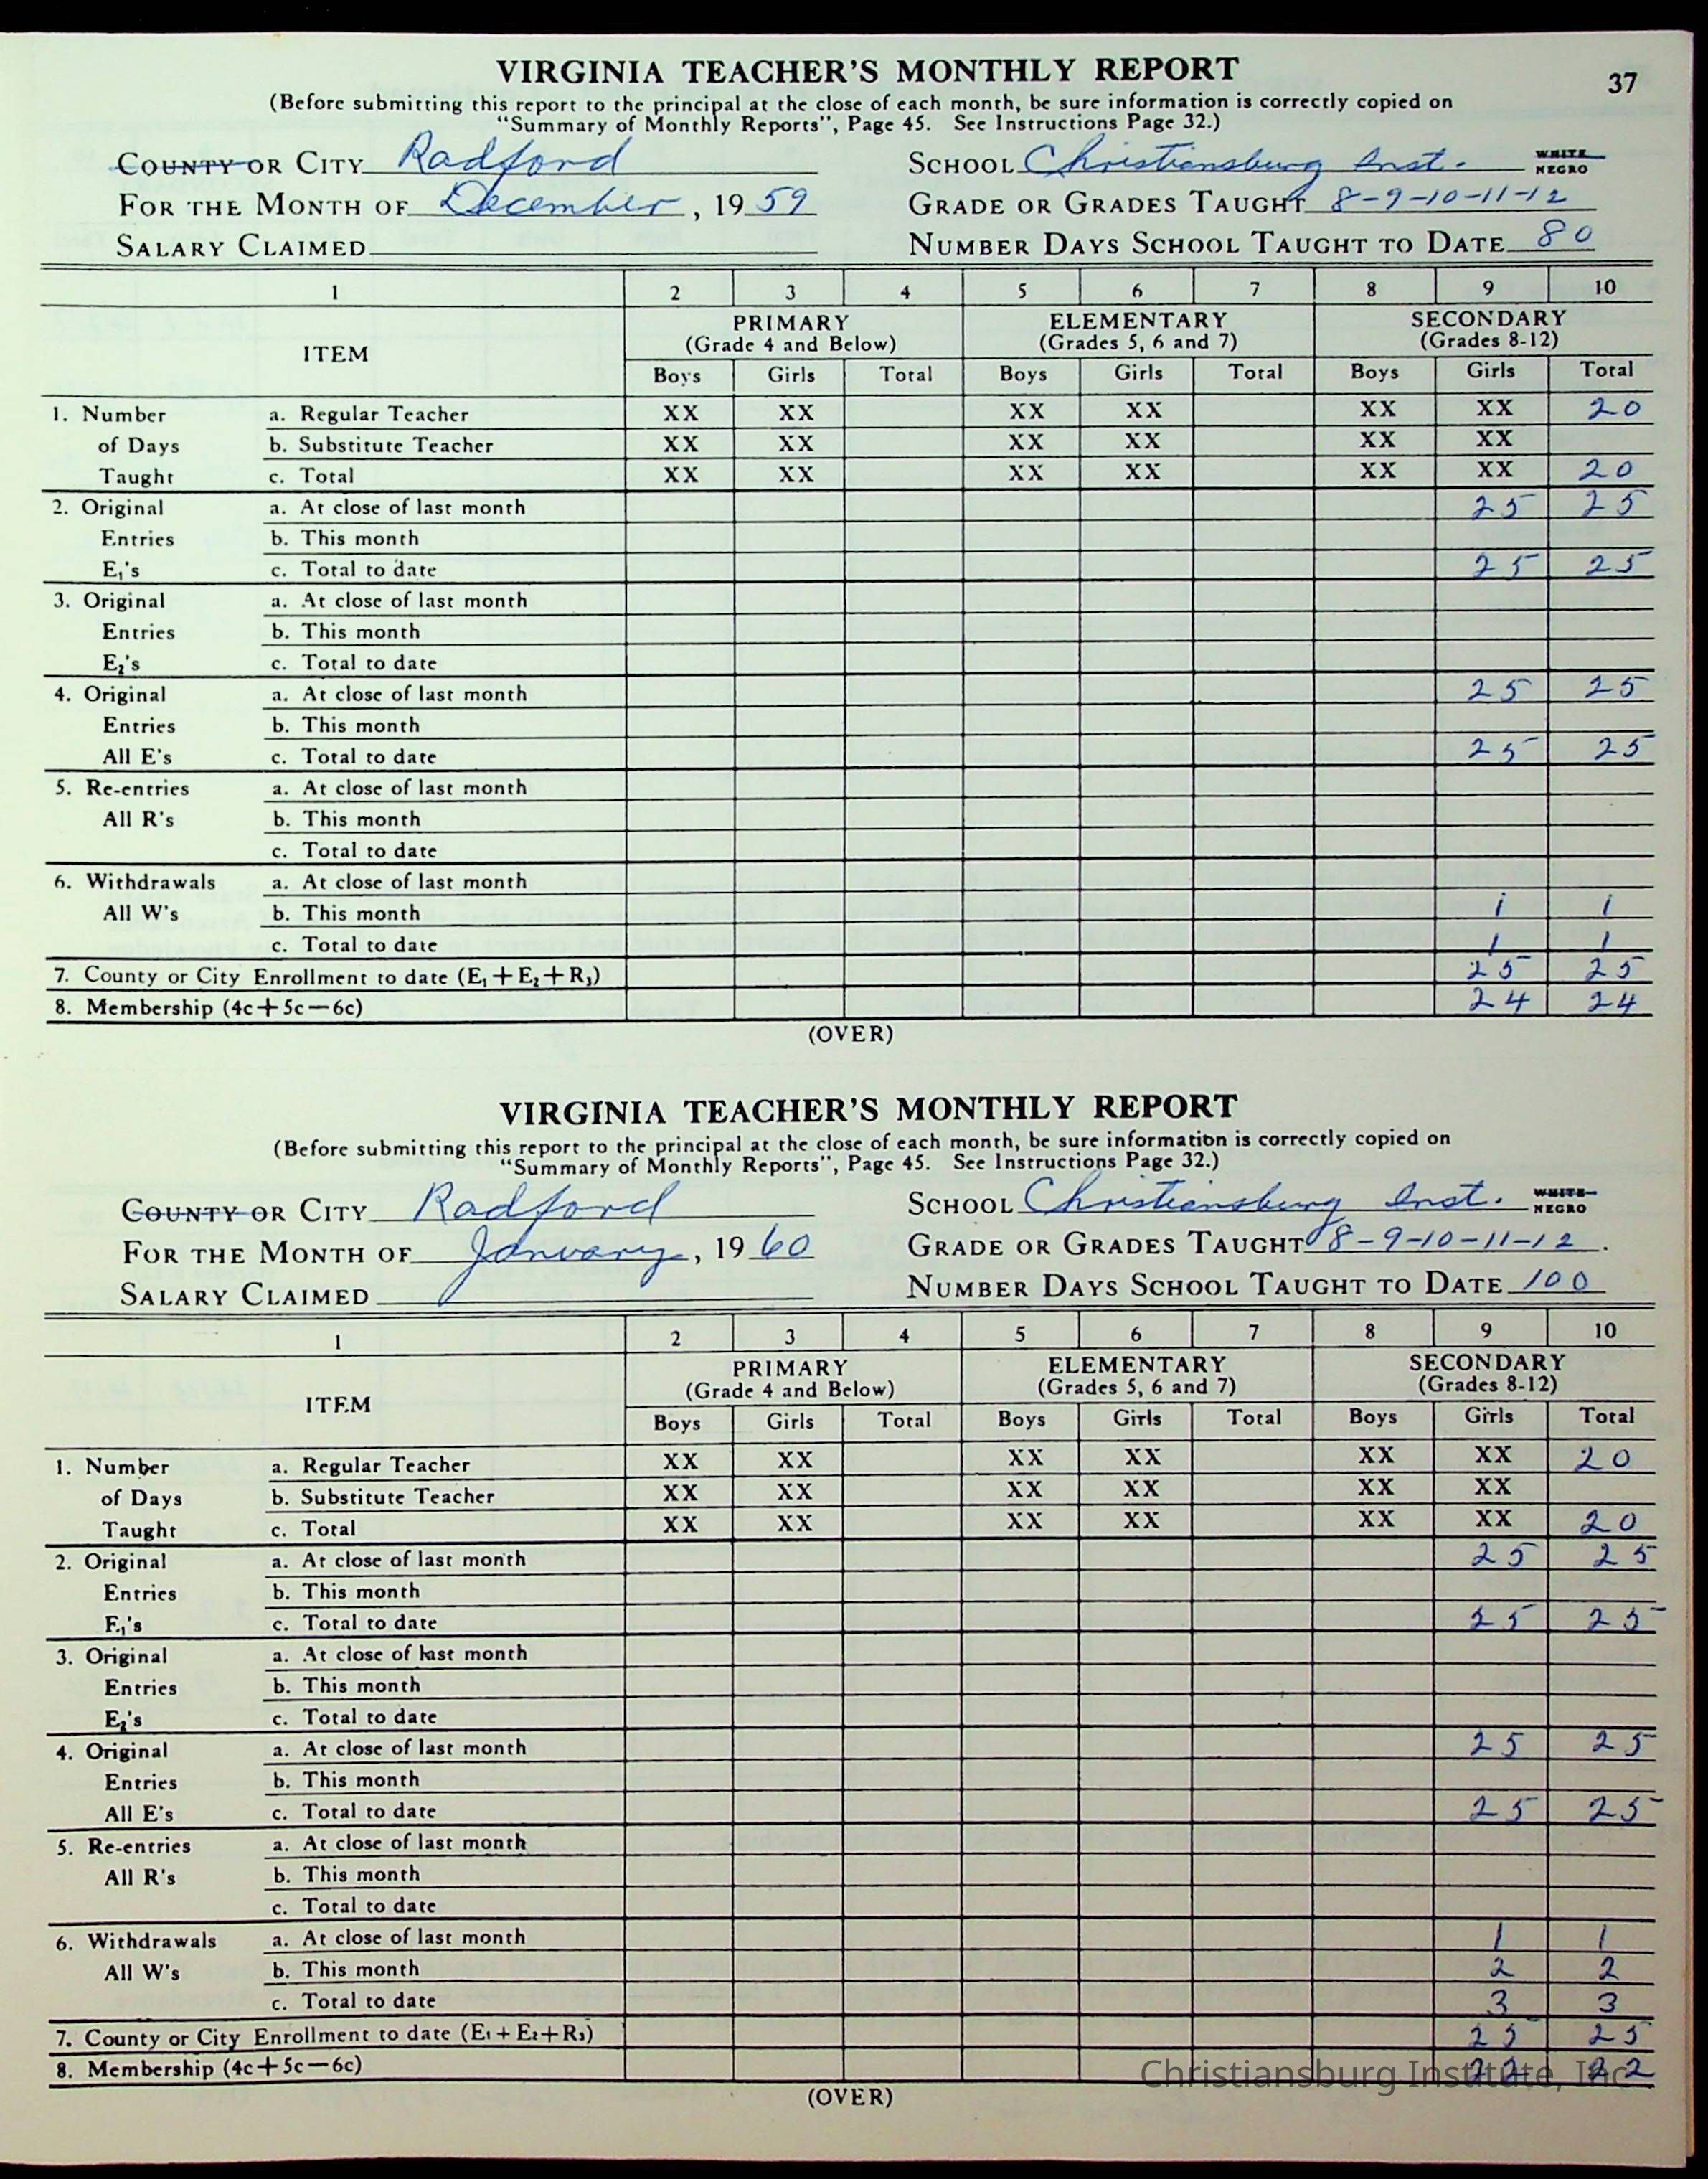 37
VIRGINIA TEACHER'S MONTHLY REPORT
(Before submitting this report to the principal at the close of each month, be sure information is correctly copied on
"Summary of Monthly Reports", Page 45. See Instructions Page 32.)
COUNTY OR CITY Radford SCHOOL Christiansburg Inst. WHITE NEGRO
FOR THE MONTH OF December, 19 59 GRADE OR GRADES TAUGHT 8-9-10-11-12
SALARY CLAIMED NUMBER DAYS SCHOOL TAUGHT TO DATE 80
1 2 3 4 5 6 7 8 9 10
ITEM PRIMARY ELEMENTARY SECONDARY
(Grade 4 and Below) (Grades 5, 6 and 7) (Grades 8-12)
Boys Girls Total Boys Girls Total Boys Girls Total
1. Number a. Regular Teacher XX XX XX XX XX XX 20
of Days b. Substitute Teacher XX XX XX XX XX XX
Taught c. Total XX XX XX XX XX XX 20
2. Original a. At close of last month 25 25
Entries b. This month
E₁'s c. Total to date 25 25
3. Original a. At close of last month
Entries b. This month
E₂'s c. Total to date
4. Original a. At close of last month 25 25
Entries b. This month
All E's c. Total to date 25 25
5. Re-entries a. At close of last month
All R's b. This month
c. Total to date
6. Withdrawals a. At close of last month
All W's b. This month 1 1
c. Total to date 1 1
7. County or City Enrollment to date (E₁+E₂+R₃) 25 25
8. Membership (4c+5c—6c) 24 24
(OVER)
VIRGINIA TEACHER'S MONTHLY REPORT
(Before submitting this report to the principal at the close of each month, be sure information is correctly copied on
"Summary of Monthly Reports", Page 45. See Instructions Page 32.)
COUNTY OR CITY Radford SCHOOL Christiansburg Inst. WHITE NEGRO
FOR THE MONTH OF January, 19 60 GRADE OR GRADES TAUGHT 8-9-10-11-12.
SALARY CLAIMED NUMBER DAYS SCHOOL TAUGHT TO DATE 100
1 2 3 4 5 6 7 8 9 10
ITEM PRIMARY ELEMENTARY SECONDARY
(Grade 4 and Below) (Grades 5, 6 and 7) (Grades 8-12)
Boys Girls Total Boys Girls Total Boys Girls Total
1. Number a. Regular Teacher XX XX XX XX XX XX 20
of Days b. Substitute Teacher XX XX XX XX XX XX
Taught c. Total XX XX XX XX XX XX 20
2. Original a. At close of last month 25 25
Entries b. This month
E₁'s c. Total to date 25 25
3. Original a. At close of last month
Entries b. This month
E₂'s c. Total to date
4. Original a. At close of last month 25 25
Entries b. This month
All E's c. Total to date 25 25
5. Re-entries a. At close of last month
All R's b. This month
c. Total to date
6. Withdrawals a. At close of last month 1 1
All W's b. This month 2 2
c. Total to date 3 3
7. County or City Enrollment to date (E₁+E₂+R₃) 25 25
8. Membership (4c+5c—6c) 22 22
Christiansburg Institute, Inc
(OVER)